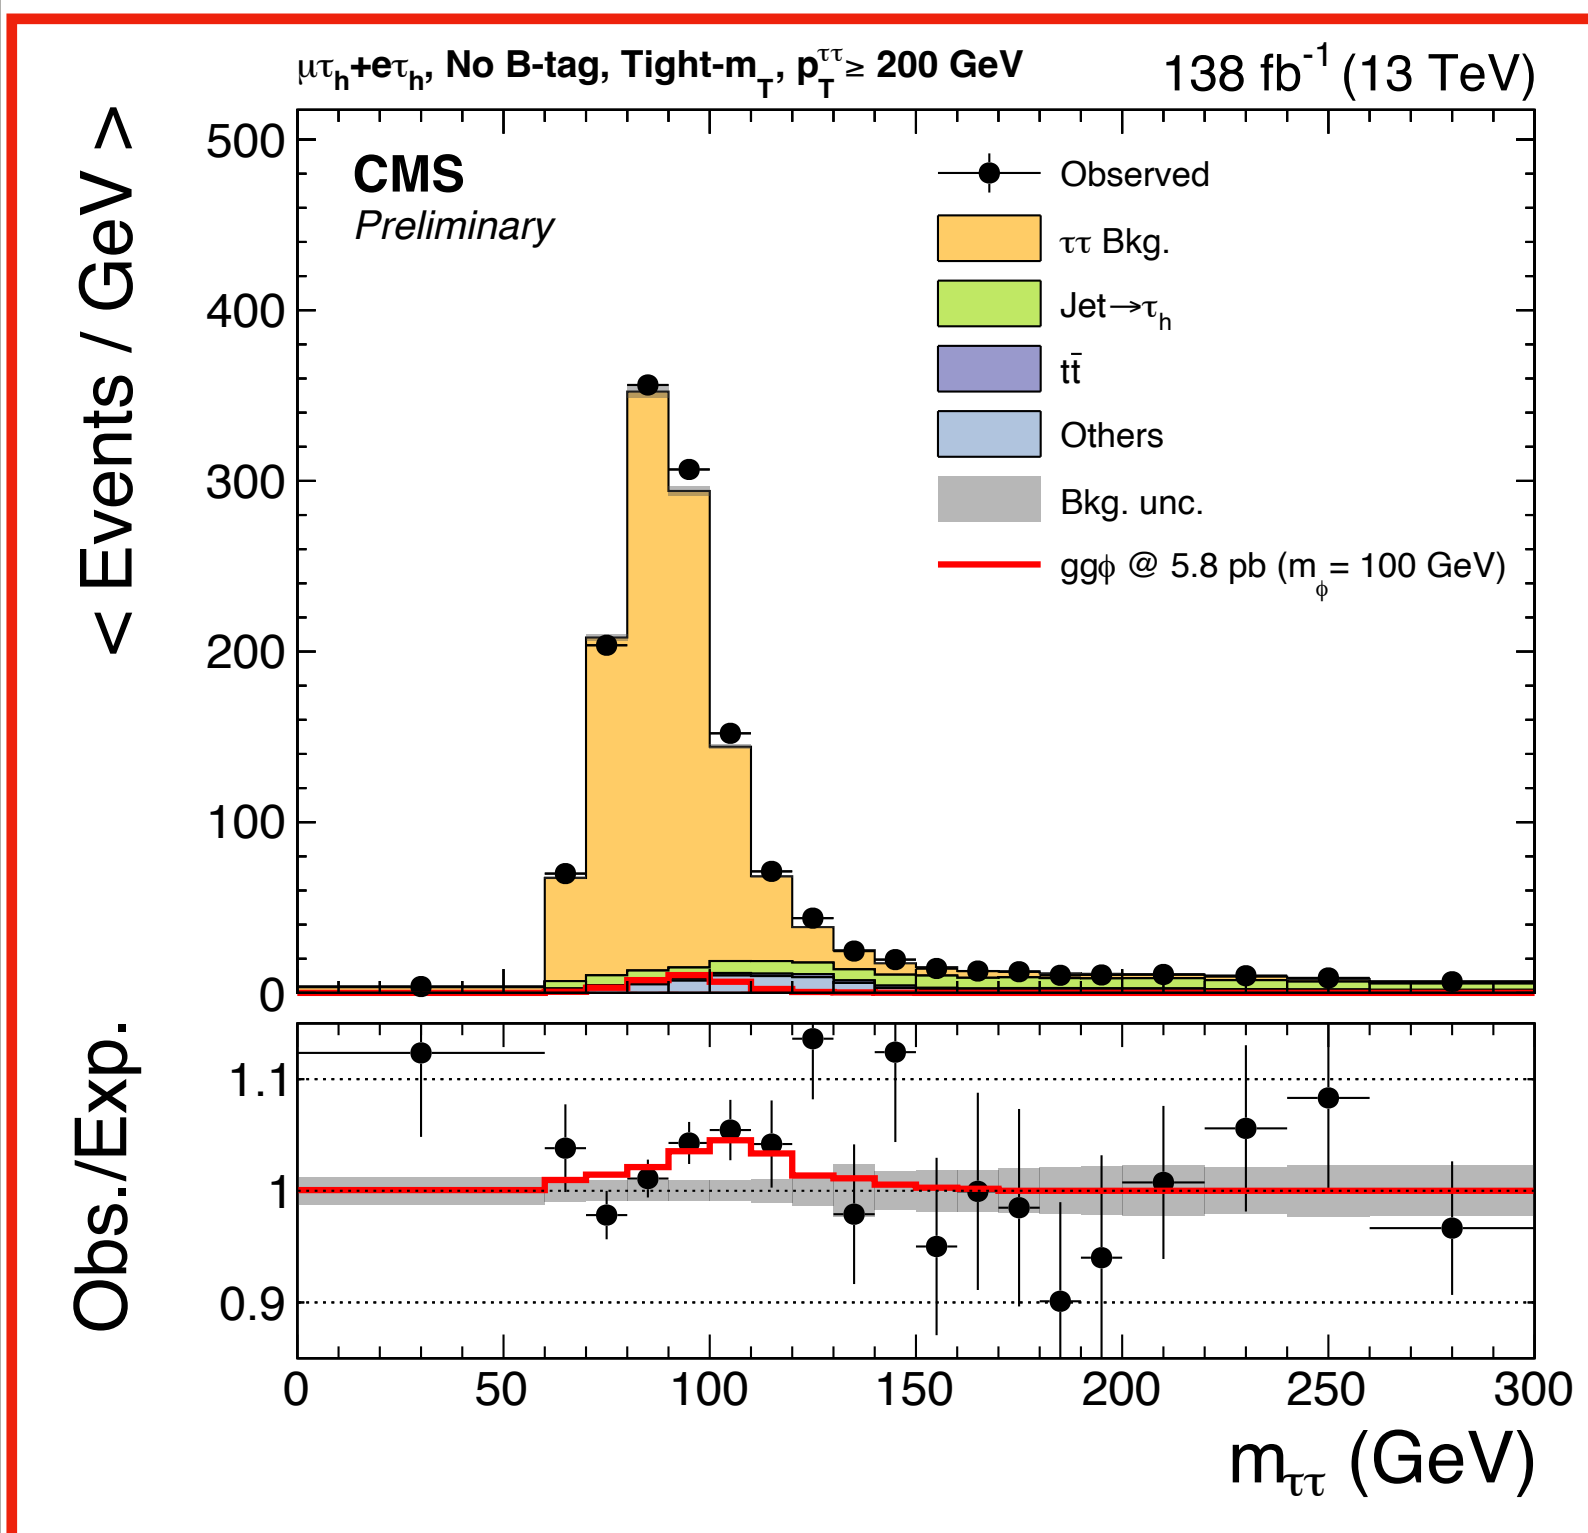 μτh+eτh, No B-tag, Tight-mT, pTττ ≥ 200 GeV
138 fb-1 (13 TeV)
CMS
Preliminary
Observed
ττ Bkg.
Jet→τh
tt̄
Others
Bkg. unc.
ggϕ @ 5.8 pb (mϕ= 100 GeV)
< Events / GeV >
500
400
300
200
100
0
Obs./Exp.
1.1
1
0.9
0 50 100 150 200 250 300
mττ (GeV)